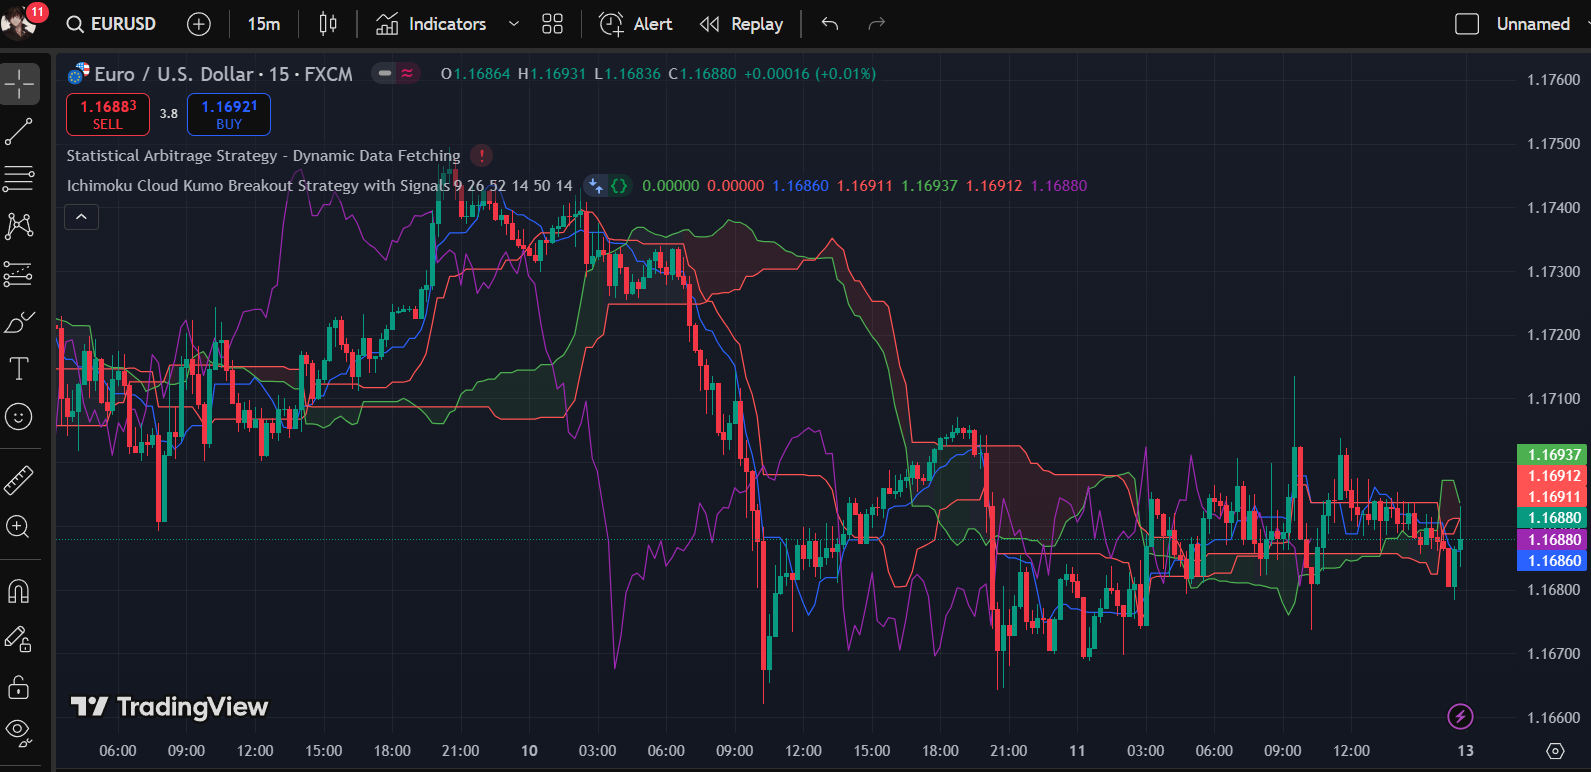 11
EURUSD
15m
Indicators
Alert
Replay
Unnamed
Euro / U.S. Dollar · 15 · FXCM
O1.16864 H1.16931 L1.16836 C1.16880 +0.00016 (+0.01%)
1.16883
SELL
3.8
1.16921
BUY
Statistical Arbitrage Strategy - Dynamic Data Fetching
Ichimoku Cloud Kumo Breakout Strategy with Signals 9 26 52 14 50 14 0.00000 0.00000 1.16860 1.16911 1.16937 1.16912 1.16880
1.17600
1.17500
1.17400
1.17300
1.17200
1.17100
1.16937
1.16912
1.16911
1.16880
1.16880
1.16860
1.16800
1.16700
1.16600
TradingView
06:00 09:00 12:00 15:00 18:00 21:00 10 03:00 06:00 09:00 12:00 15:00 18:00 21:00 11 03:00 06:00 09:00 12:00 13